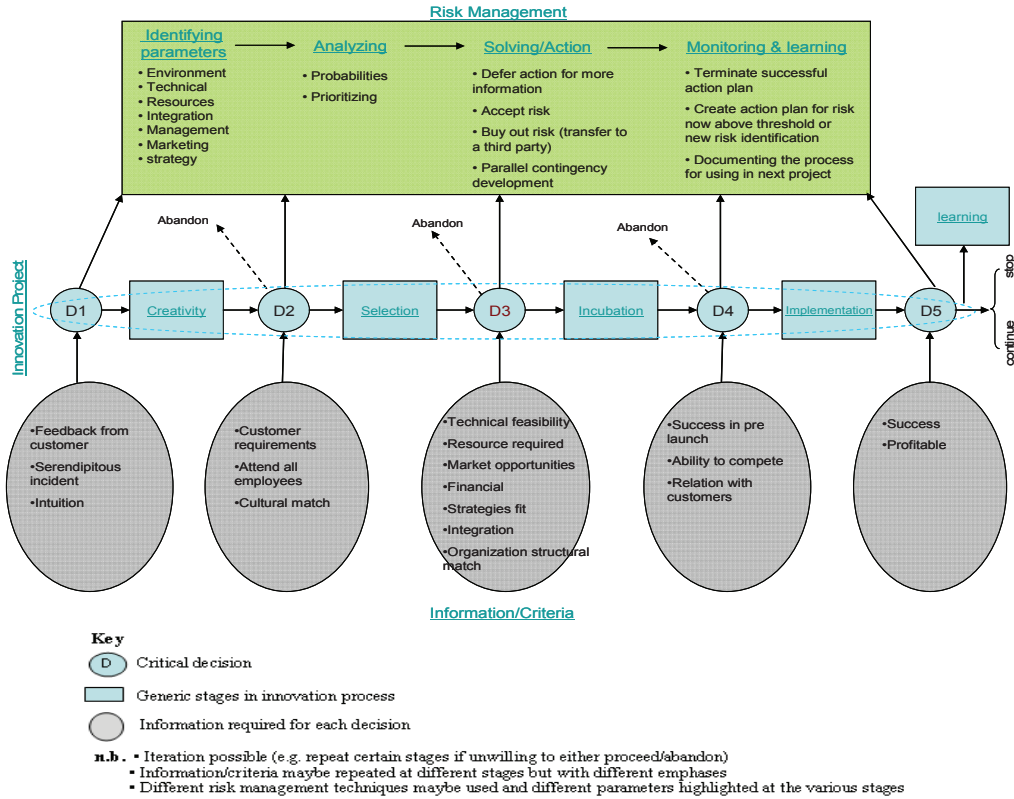 Risk Management
Identifying
parameters
• Environment
• Technical
• Resources
• Integration
• Management
• Marketing
• strategy
Analyzing
• Probabilities
• Prioritizing
Solving/Action
• Defer action for more
information
• Accept risk
• Buy out risk (transfer to
a third party)
• Parallel contingency
development
Monitoring & learning
• Terminate successful
action plan
• Create action plan for risk
now above threshold or
new risk identification
• Documenting the process
for using in next project
learning
Abandon
Abandon
Abandon
Innovation Project
D1
Creativity
D2
Selection
D3
Incubation
D4
Implementation
D5
stop
continue
•Feedback from
customer
•Serendipitous
incident
•Intuition
•Customer
requirements
•Attend all
employees
•Cultural match
•Technical feasibility
•Resource required
•Market opportunities
•Financial
•Strategies fit
•Integration
•Organization structural
match
•Success in pre
launch
•Ability to compete
•Relation with
customers
•Success
•Profitable
Information/Criteria
Key
D Critical decision
Generic stages in innovation process
Information required for each decision
n.b. ▪ Iteration possible (e.g. repeat certain stages if unwilling to either proceed/abandon)
▪ Information/criteria maybe repeated at different stages but with different emphases
▪ Different risk management techniques maybe used and different parameters highlighted at the various stages